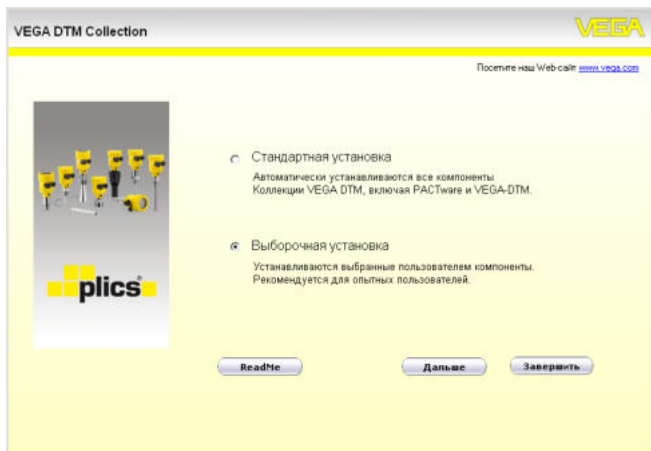 VEGA DTM Collection
VEGA
Посетите наш Web-сайт www.vega.com
Стандартная установка
Автоматически устанавливаются все компоненты
Коллекции VEGA DTM, включая PACTware и VEGA-DTM.
Выборочная установка
Устанавливаются выбранные пользователем компоненты.
Рекомендуется для опытных пользователей.
plics®
ReadMe
Дальше
Завершить